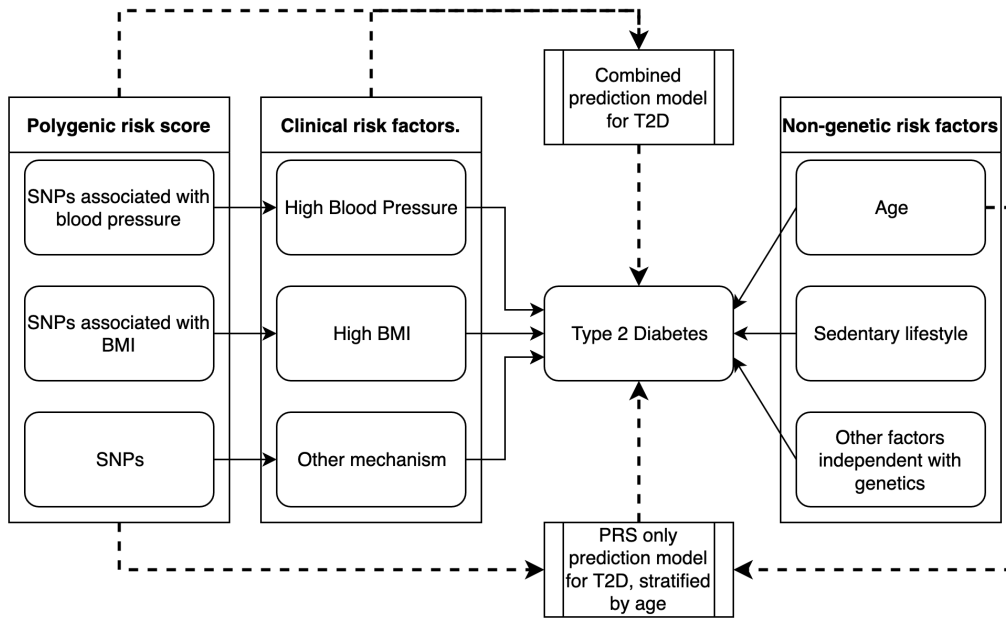 Combined
prediction model
for T2D
Polygenic risk score
Clinical risk factors.
Non-genetic risk factors
SNPs associated with
blood pressure
High Blood Pressure
Age
SNPs associated with
BMI
High BMI
Type 2 Diabetes
Sedentary lifestyle
SNPs
Other mechanism
Other factors
independent with
genetics
PRS only
prediction model
for T2D, stratified
by age